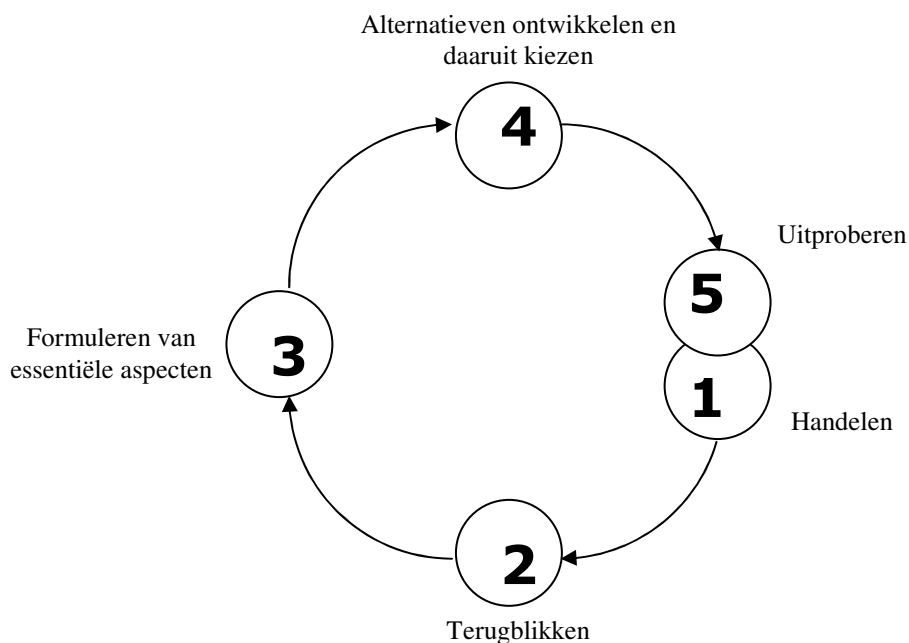 Alternatieven ontwikkelen en
daaruit kiezen
4
Uitproberen
5
Formuleren van
essentiële aspecten
3
1
Handelen
2
Terugblikken